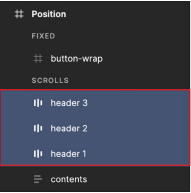 Position
FIXED
button-wrap
SCROLLS
header 3
header 2
header 1
contents